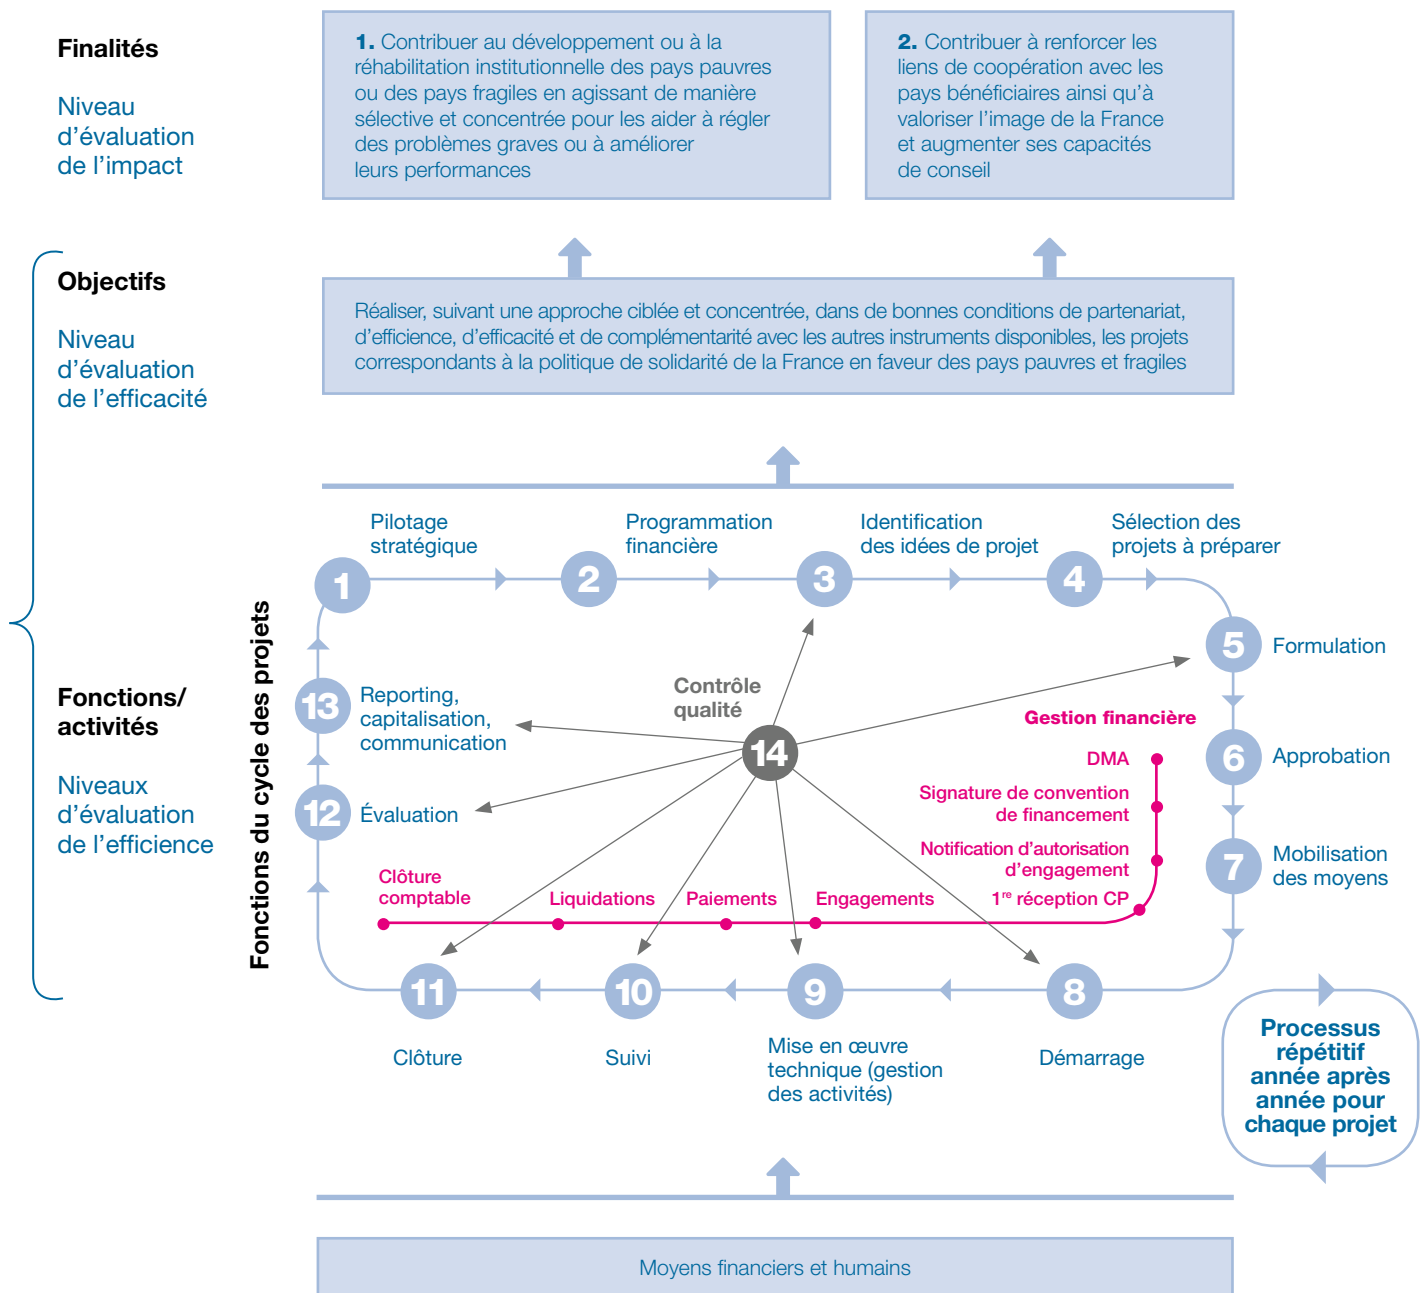 Finalités
Niveau
d’évaluation
de l’impact
1. Contribuer au développement ou à la
réhabilitation institutionnelle des pays pauvres
ou des pays fragiles en agissant de manière
sélective et concentrée pour les aider à régler
des problèmes graves ou à améliorer
leurs performances
2. Contribuer à renforcer les
liens de coopération avec les
pays bénéficiaires ainsi qu’à
valoriser l’image de la France
et augmenter ses capacités
de conseil
Objectifs
Niveau
d’évaluation
de l’efficacité
Réaliser, suivant une approche ciblée et concentrée, dans de bonnes conditions de partenariat,
d’efficience, d’efficacité et de complémentarité avec les autres instruments disponibles, les projets
correspondants à la politique de solidarité de la France en faveur des pays pauvres et fragiles
Fonctions/
activités
Niveaux
d’évaluation
de l’efficience
Fonctions du cycle des projets
Pilotage
stratégique
Programmation
financière
Identification
des idées de projet
Sélection des
projets à préparer
1
2
3
4
5
Formulation
13
Reporting,
capitalisation,
communication
Contrôle
qualité
14
Gestion financière
DMA
Signature de convention
de financement
Notification d’autorisation
d’engagement
1re réception CP
Engagements
Paiements
Liquidations
Clôture
comptable
6
Approbation
12
Évaluation
7
Mobilisation
des moyens
11
10
9
8
Clôture
Suivi
Mise en œuvre
technique (gestion
des activités)
Démarrage
Processus
répétitif
année après
année pour
chaque projet
Moyens financiers et humains